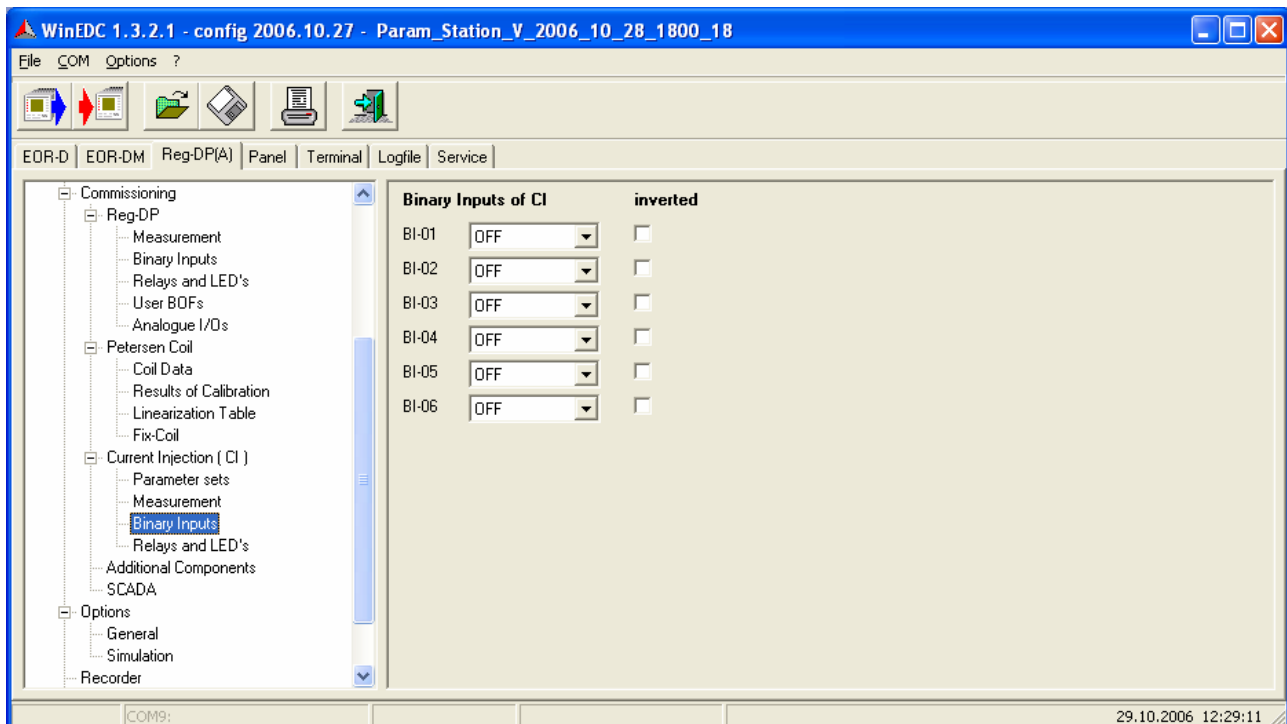 WinEDC 1.3.2.1 - config 2006.10.27 - Param_Station_V_2006_10_28_1800_18
File COM Options ?
EOR-D EOR-DM Reg-DP(A) Panel Terminal Logfile Service
Commissioning
Reg-DP
Measurement
Binary Inputs
Relays and LED's
User BOFs
Analogue I/Os
Petersen Coil
Coil Data
Results of Calibration
Linearization Table
Fix-Coil
Current Injection ( CI )
Parameter sets
Measurement
Binary Inputs
Relays and LED's
Additional Components
SCADA
Options
General
Simulation
Recorder
Binary Inputs of CI inverted
BI-01 OFF
BI-02 OFF
BI-03 OFF
BI-04 OFF
BI-05 OFF
BI-06 OFF
COM9: 29.10.2006 12:29:11